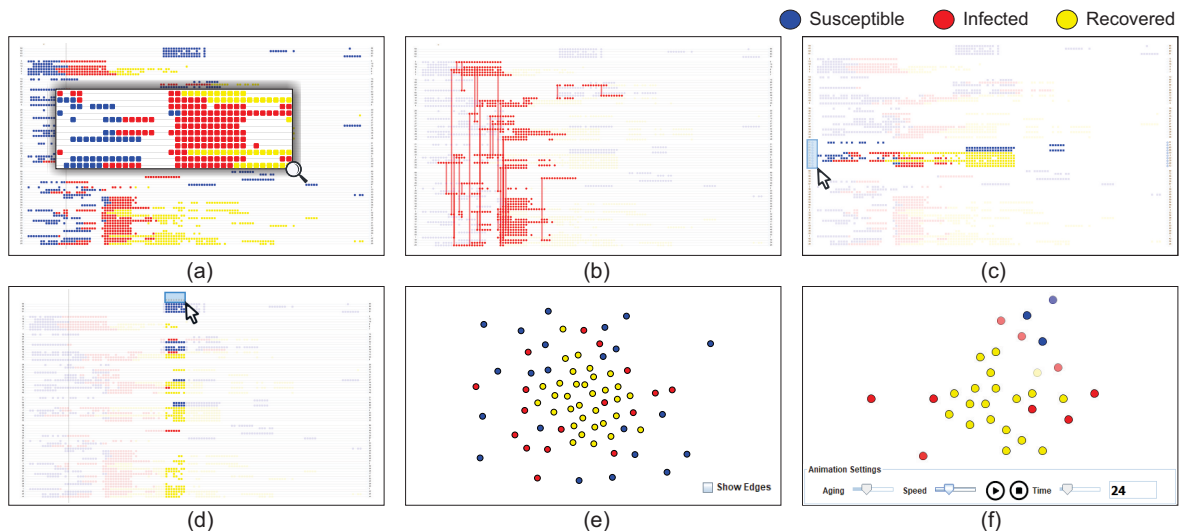 Susceptible Infected Recovered
(a) (b) (c)
Show Edges
Animation Settings
Aging Speed Time 24
(d) (e) (f)